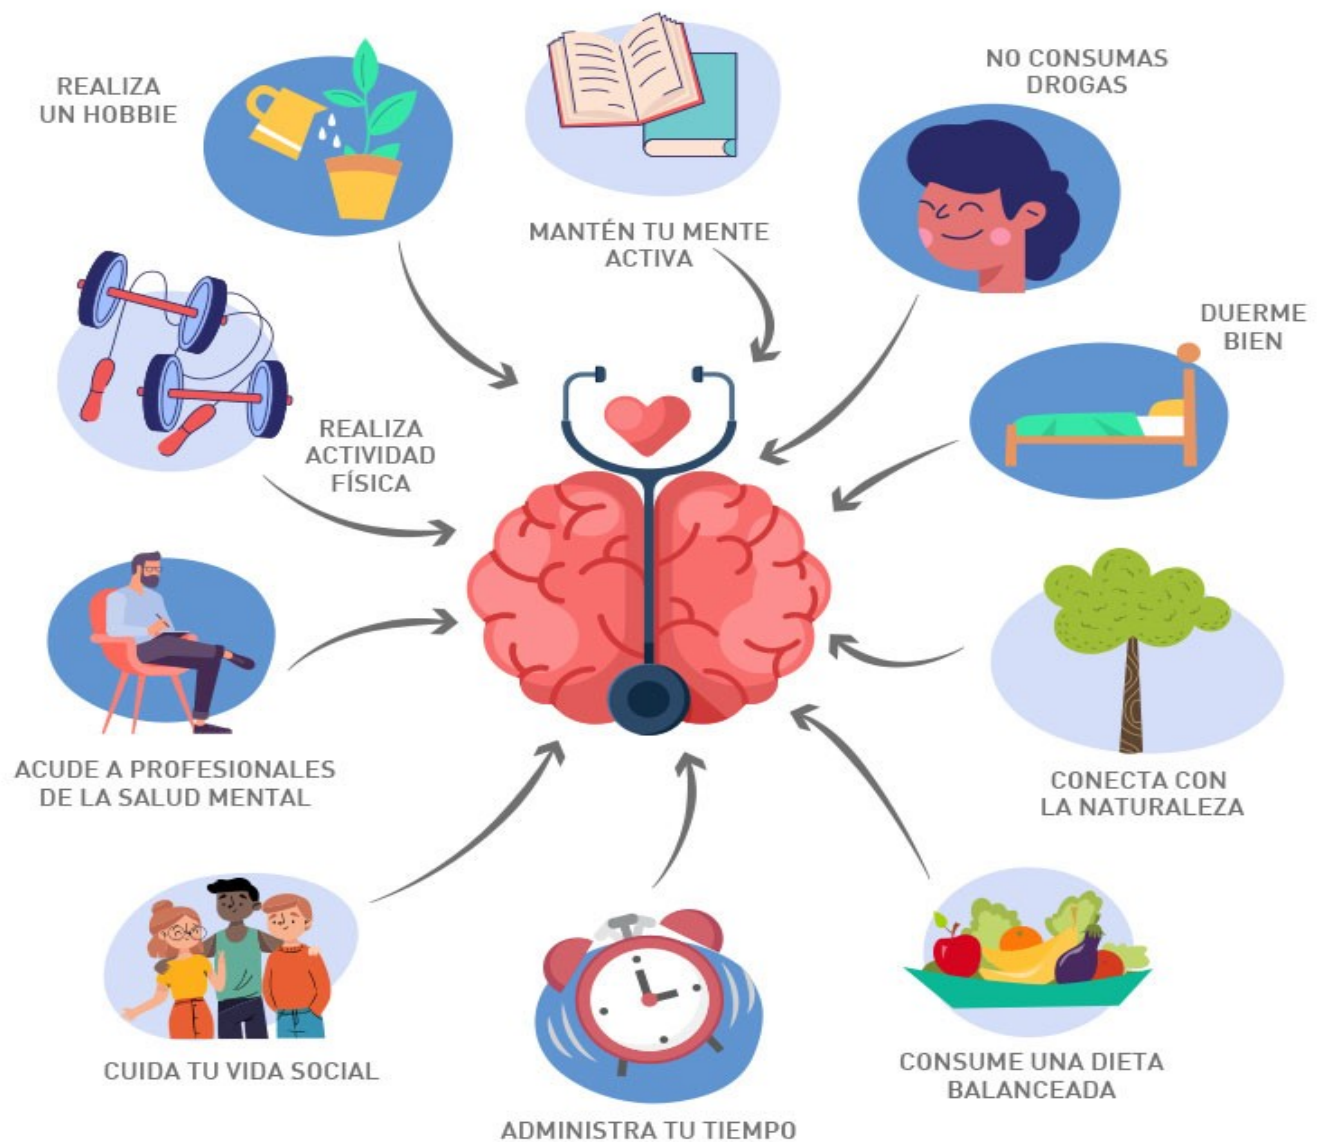 REALIZA
UN HOBBIE
MANTÉN TU MENTE
ACTIVA
NO CONSUMAS
DROGAS
DUERME
BIEN
REALIZA
ACTIVIDAD
FÍSICA
ACUDE A PROFESIONALES
DE LA SALUD MENTAL
CONECTA CON
LA NATURALEZA
CUIDA TU VIDA SOCIAL
ADMINISTRA TU TIEMPO
CONSUME UNA DIETA
BALANCEADA